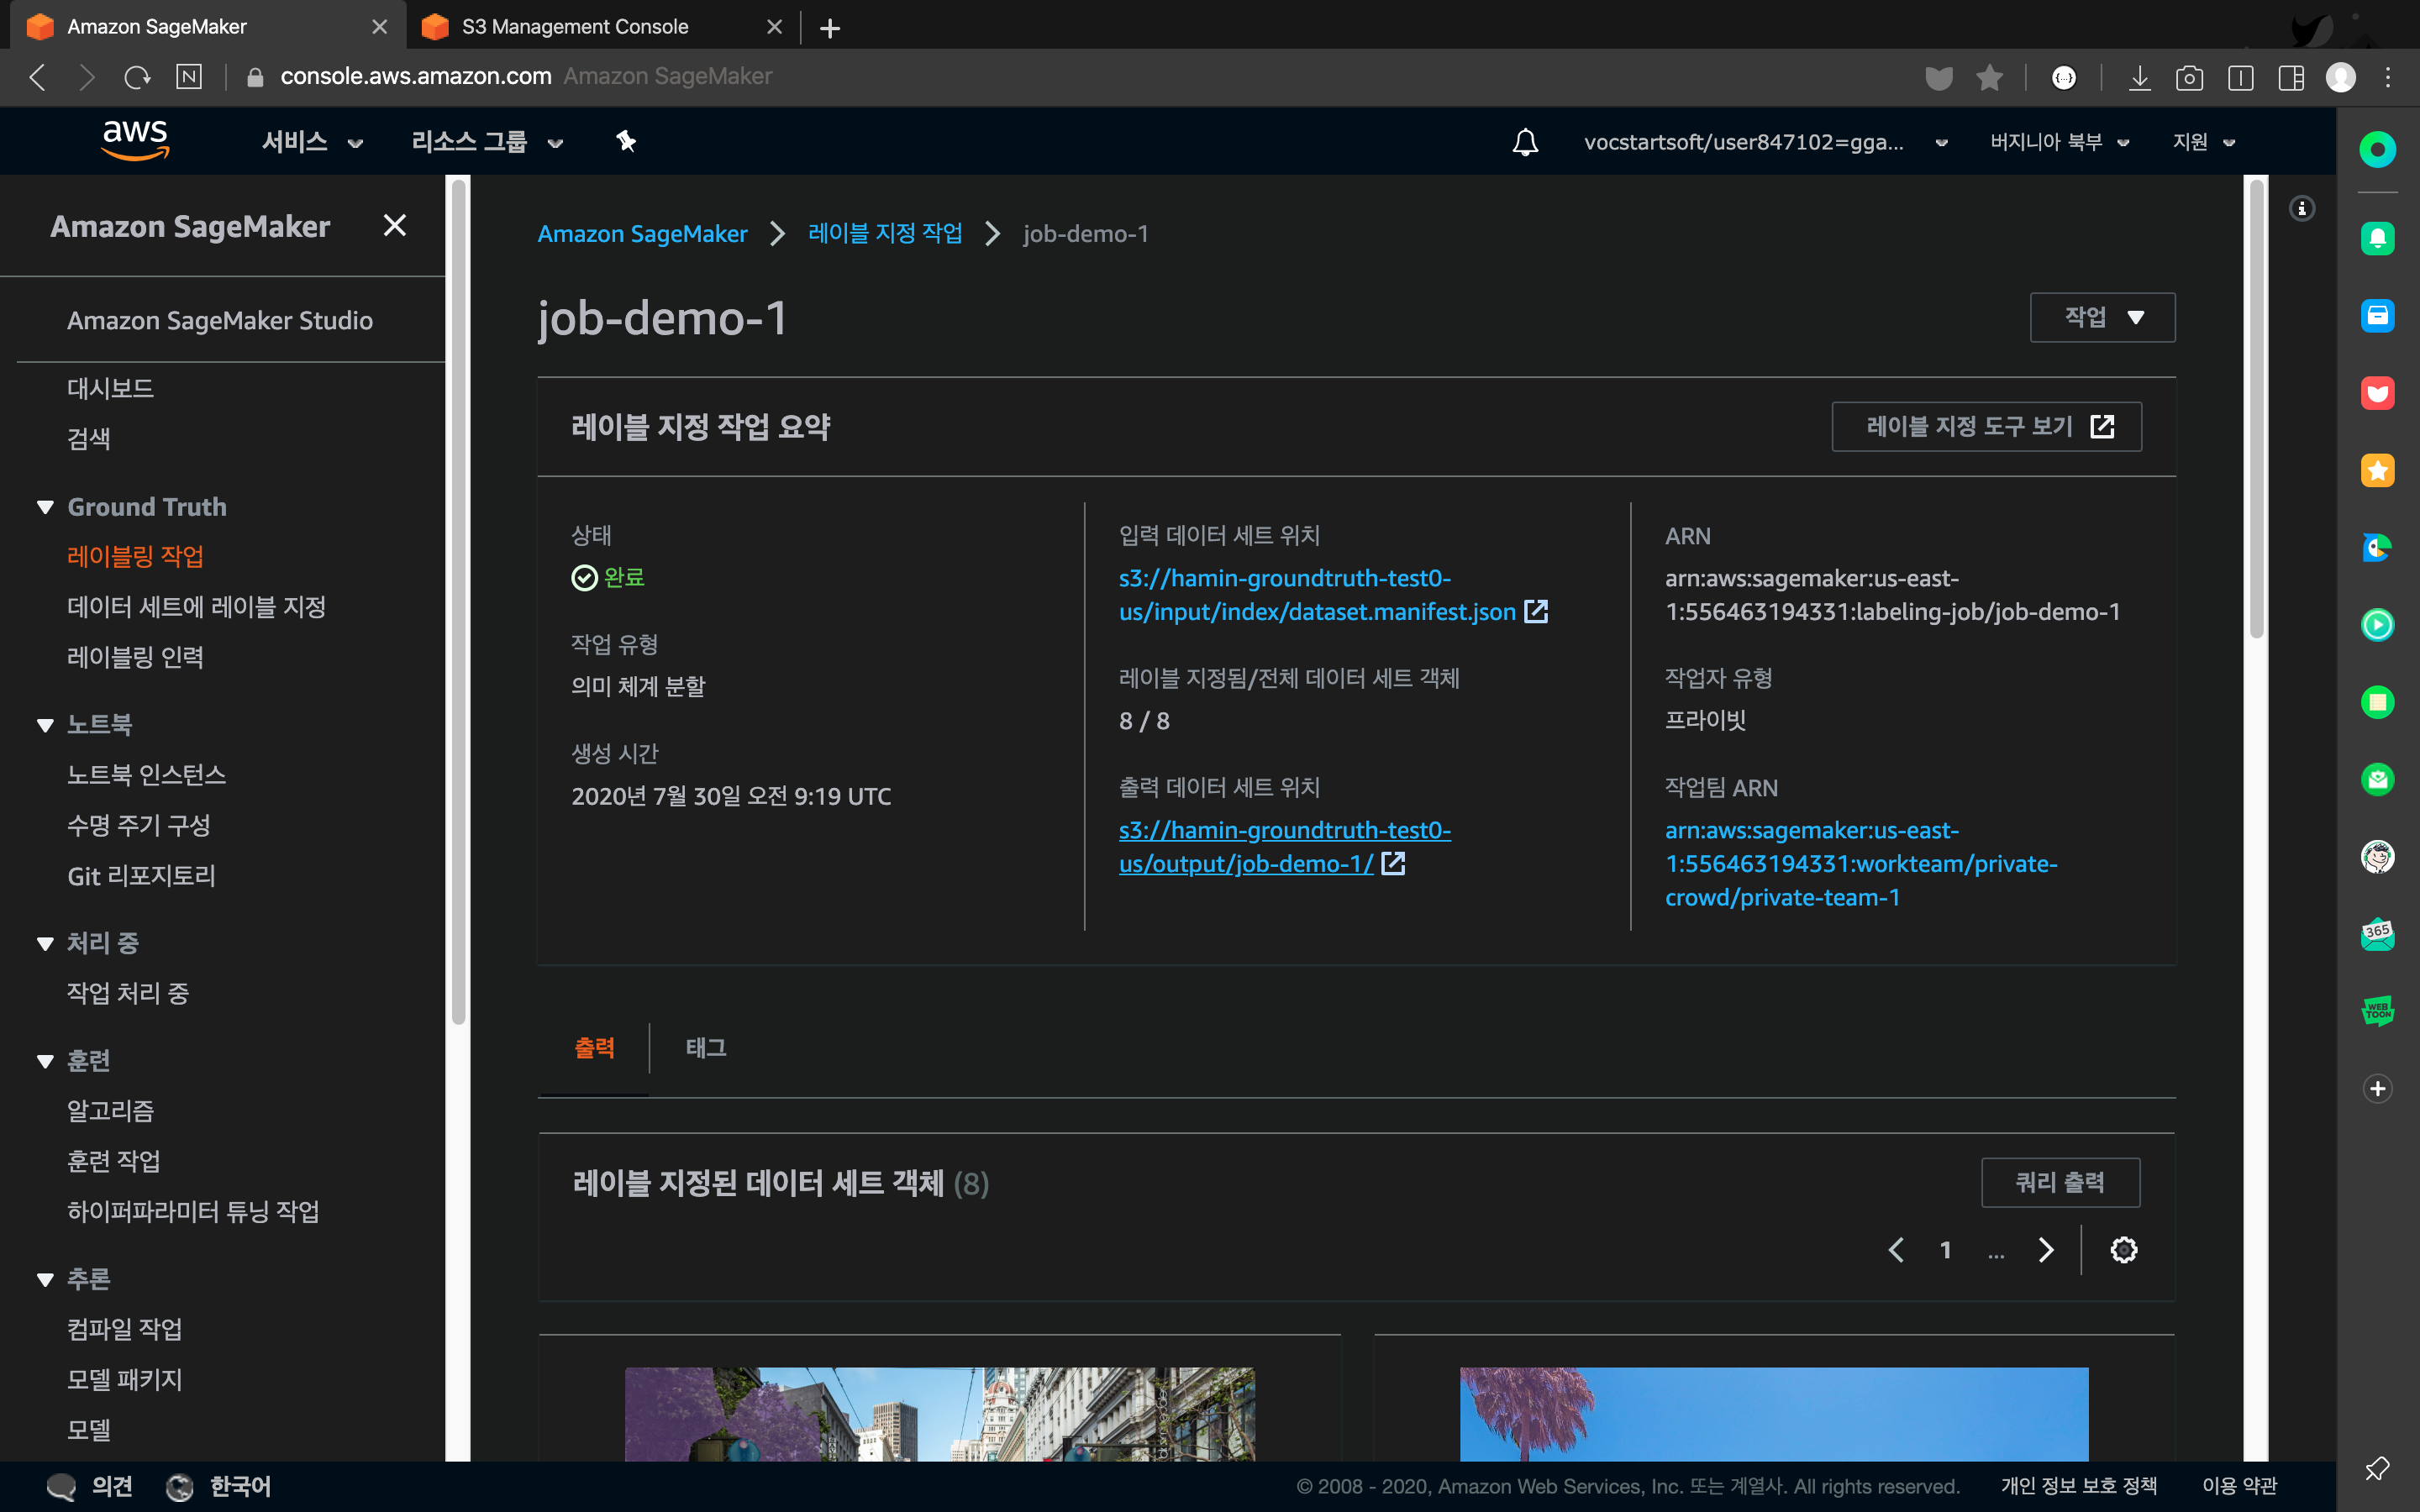 Amazon SageMaker
S3 Management Console
N
console.aws.amazon.com Amazon SageMaker
aws
서비스
리소스 그룹
vocstartsoft/user847102=gga...
버지니아 북부
지원
Amazon SageMaker
Amazon SageMaker Studio
대시보드
검색
Ground Truth
레이블링 작업
데이터 세트에 레이블 지정
레이블링 인력
노트북
노트북 인스턴스
수명 주기 구성
Git 리포지토리
처리 중
작업 처리 중
훈련
알고리즘
훈련 작업
하이퍼파라미터 튜닝 작업
추론
컴파일 작업
모델 패키지
모델
Amazon SageMaker
레이블 지정 작업
job-demo-1
job-demo-1
작업
레이블 지정 작업 요약
레이블 지정 도구 보기
상태
완료
작업 유형
의미 체계 분할
생성 시간
2020년 7월 30일 오전 9:19 UTC
입력 데이터 세트 위치
s3://hamin-groundtruth-test0-
us/input/index/dataset.manifest.json
레이블 지정됨/전체 데이터 세트 객체
8 / 8
출력 데이터 세트 위치
s3://hamin-groundtruth-test0-
us/output/job-demo-1/
ARN
arn:aws:sagemaker:us-east-
1:556463194331:labeling-job/job-demo-1
작업자 유형
프라이빗
작업팀 ARN
arn:aws:sagemaker:us-east-
1:556463194331:workteam/private-
crowd/private-team-1
출력
태그
레이블 지정된 데이터 세트 객체 (8)
쿼리 출력
1
...
365
WEB
TOON
의견
한국어
© 2008 - 2020, Amazon Web Services, Inc. 또는 계열사. All rights reserved.
개인 정보 보호 정책
이용 약관